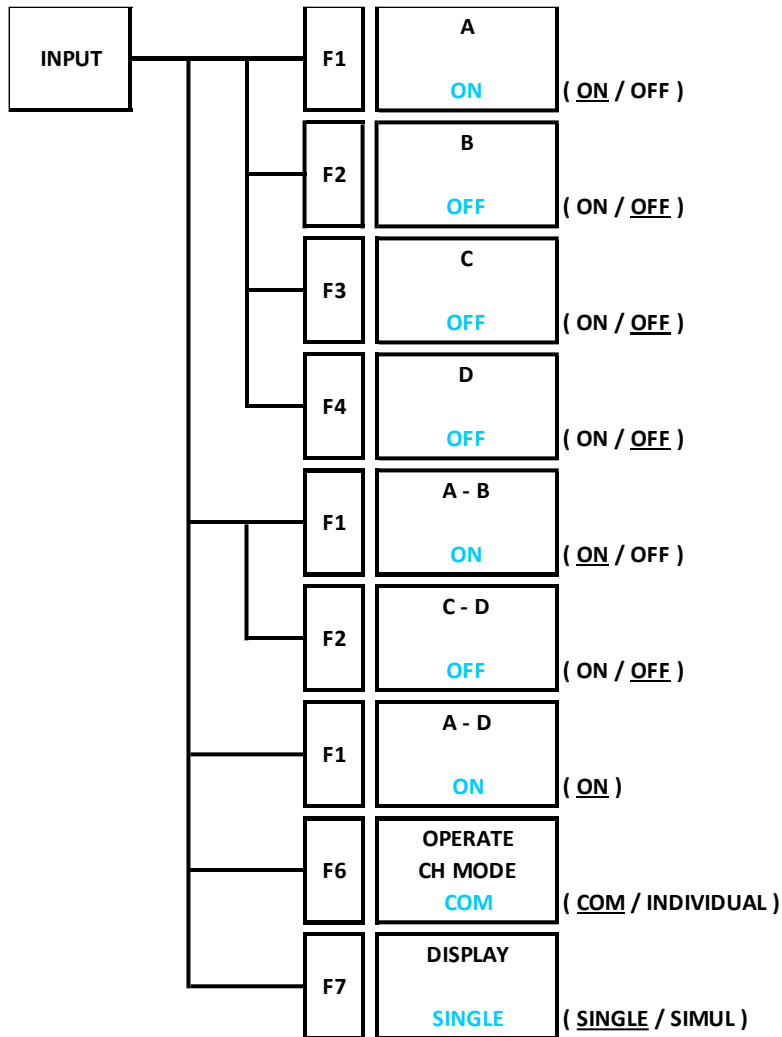 INPUT
F1
A
ON
( ON / OFF )
F2
B
OFF
( ON / OFF )
F3
C
OFF
( ON / OFF )
F4
D
OFF
( ON / OFF )
F1
A - B
ON
( ON / OFF )
F2
C - D
OFF
( ON / OFF )
F1
A - D
ON
( ON )
F6
OPERATE
CH MODE
COM
( COM / INDIVIDUAL )
F7
DISPLAY
SINGLE
( SINGLE / SIMUL )